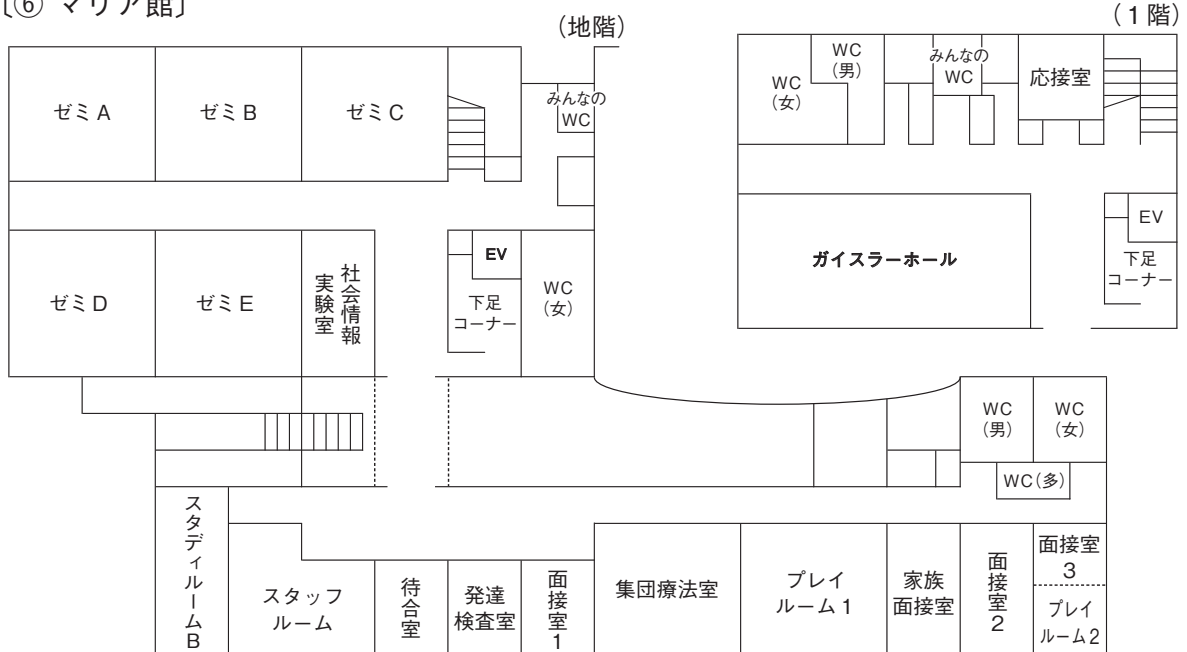 〔⑥ マリア館〕
（地階）
（1階）
ゼミA
ゼミB
ゼミC
みんなの
WC
WC
（女）
WC
（男）
みんなの
WC
応接室
ゼミD
ゼミE
社会情報
実験室
EV
下足
コーナー
WC
（女）
ガイスラーホール
EV
下足
コーナー
WC
（男）
WC
（女）
WC（多）
スタディルームB
スタッフ
ルーム
待合室
発達
検査室
面接室1
集団療法室
プレイ
ルーム1
家族
面接室
面接室2
面接室
3
プレイ
ルーム2